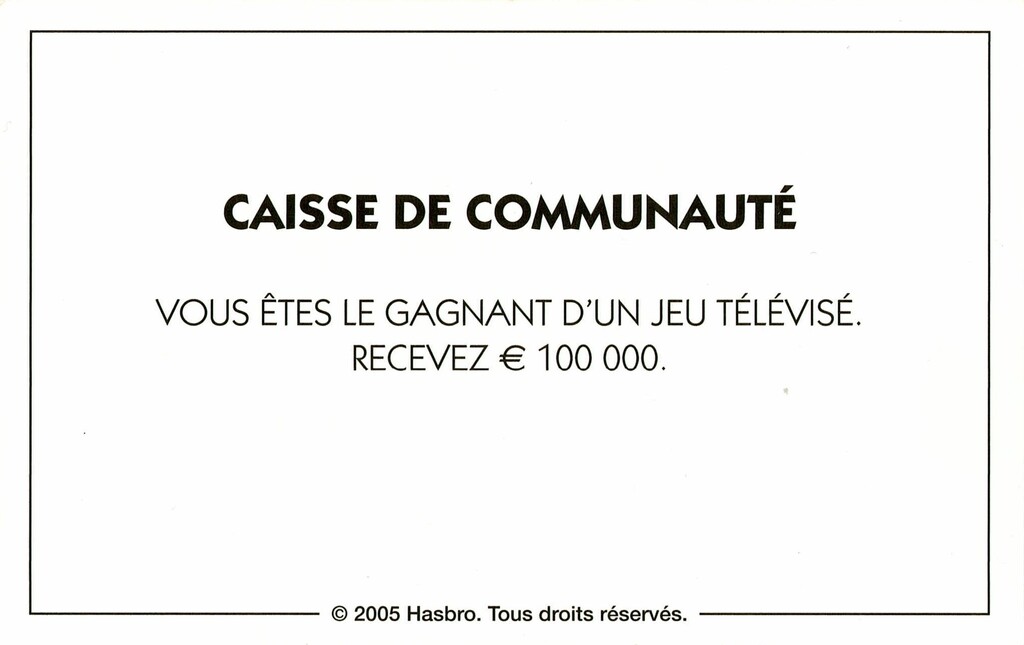 CAISSE DE COMMUNAUTÉ
VOUS ÊTES LE GAGNANT D'UN JEU TÉLÉVISÉ.
RECEVEZ € 100 000.
© 2005 Hasbro. Tous droits réservés.